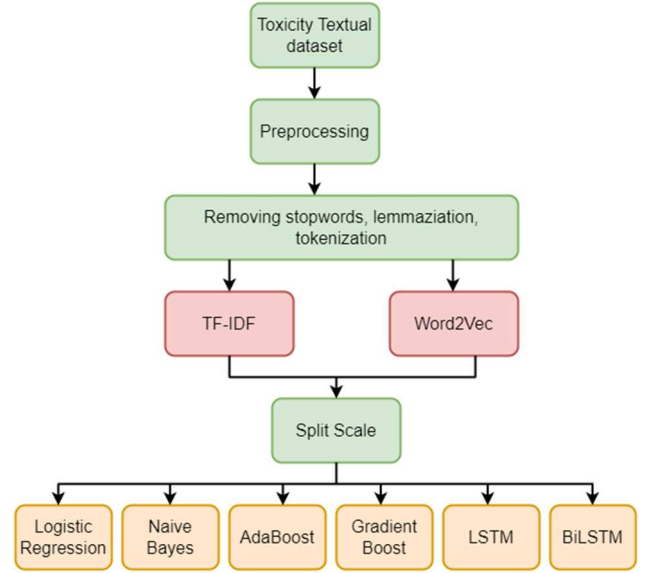 Toxicity Textual
dataset
Preprocessing
Removing stopwords, lemmaziation,
tokenization
TF-IDF
Word2Vec
Split Scale
Logistic
Regression
Naive
Bayes
AdaBoost
Gradient
Boost
LSTM
BiLSTM